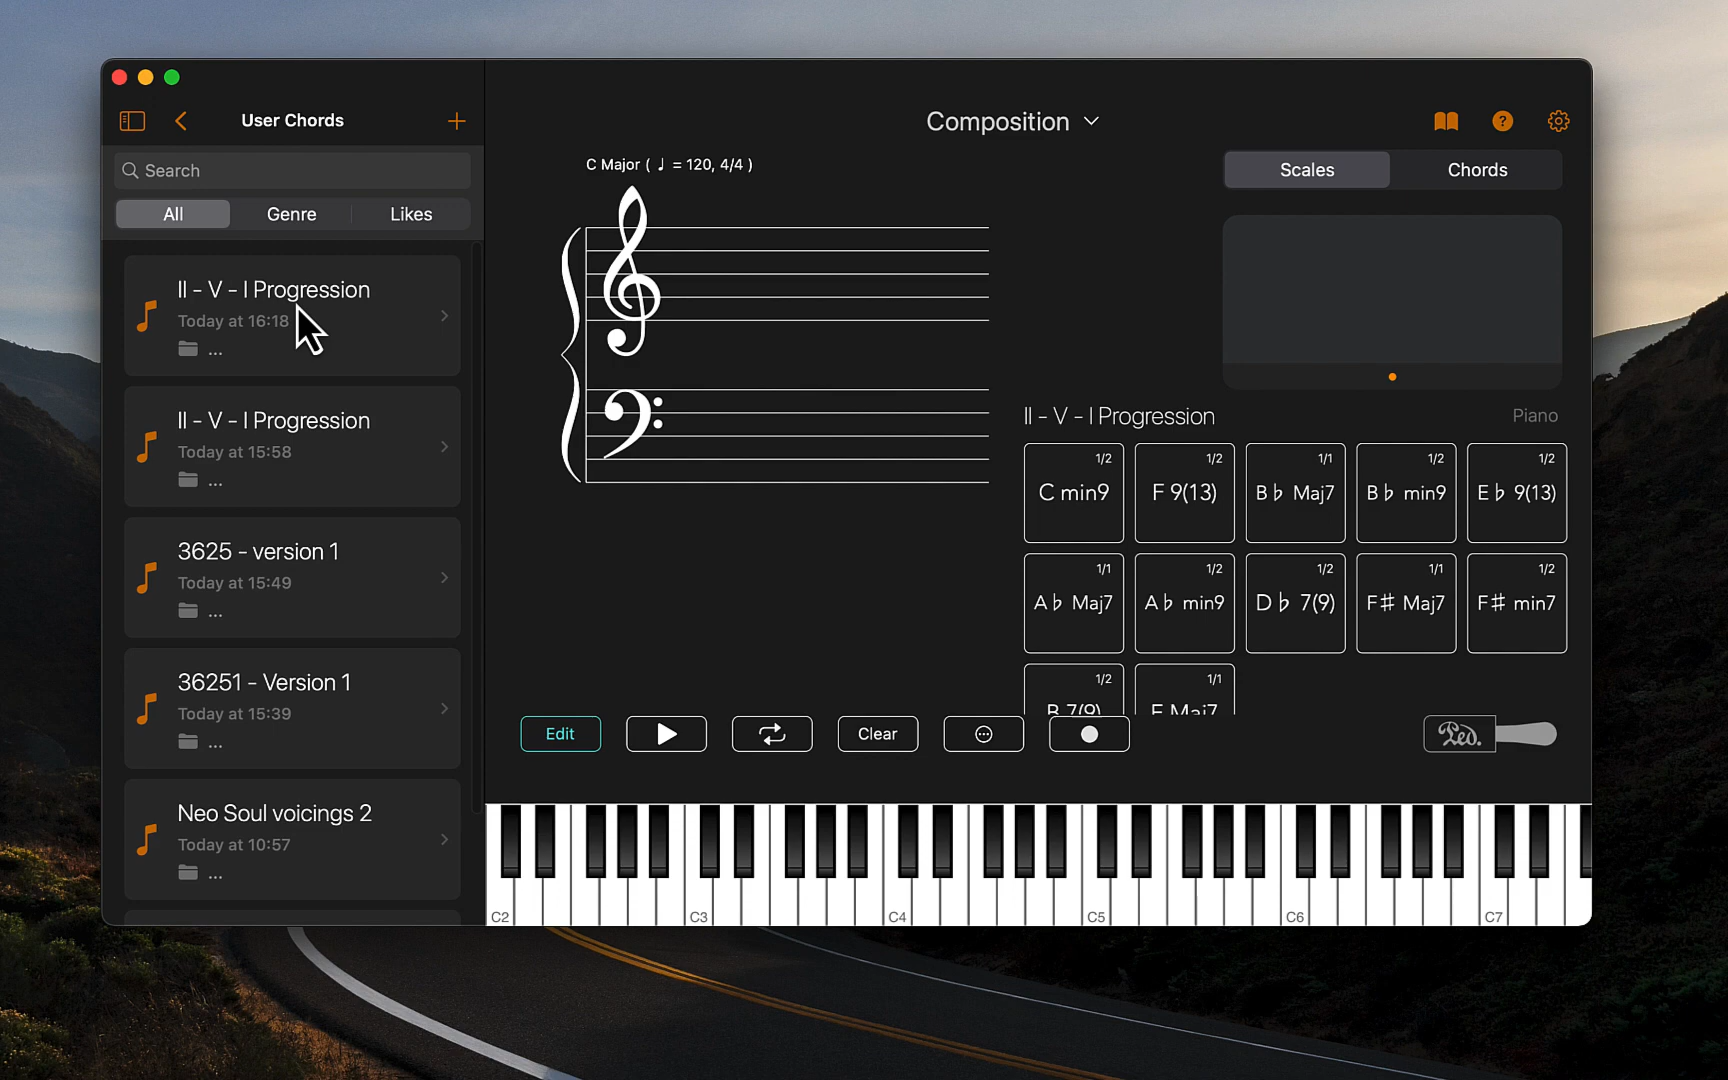 User Chords
Search
All
Genre
Likes
II - V - I Progression
Today at 16:18
...
II - V - I Progression
Today at 15:58
...
3625 - version 1
Today at 15:49
...
36251 - Version 1
Today at 15:39
...
Neo Soul voicings 2
Today at 10:57
...
Composition
C Major ( ♩ = 120, 4/4 )
Scales
Chords
II - V - I Progression
Piano
1/2
C min9
1/2
F 9(13)
1/1
B♭ Maj7
1/2
B♭ min9
1/2
E♭ 9(13)
1/1
A♭ Maj7
1/2
A♭ min9
1/2
D♭ 7(9)
1/1
F♯ Maj7
1/2
F♯ min7
1/2
B 7(9)
1/1
E Maj7
Edit
Clear
Ped.
C2
C3
C4
C5
C6
C7